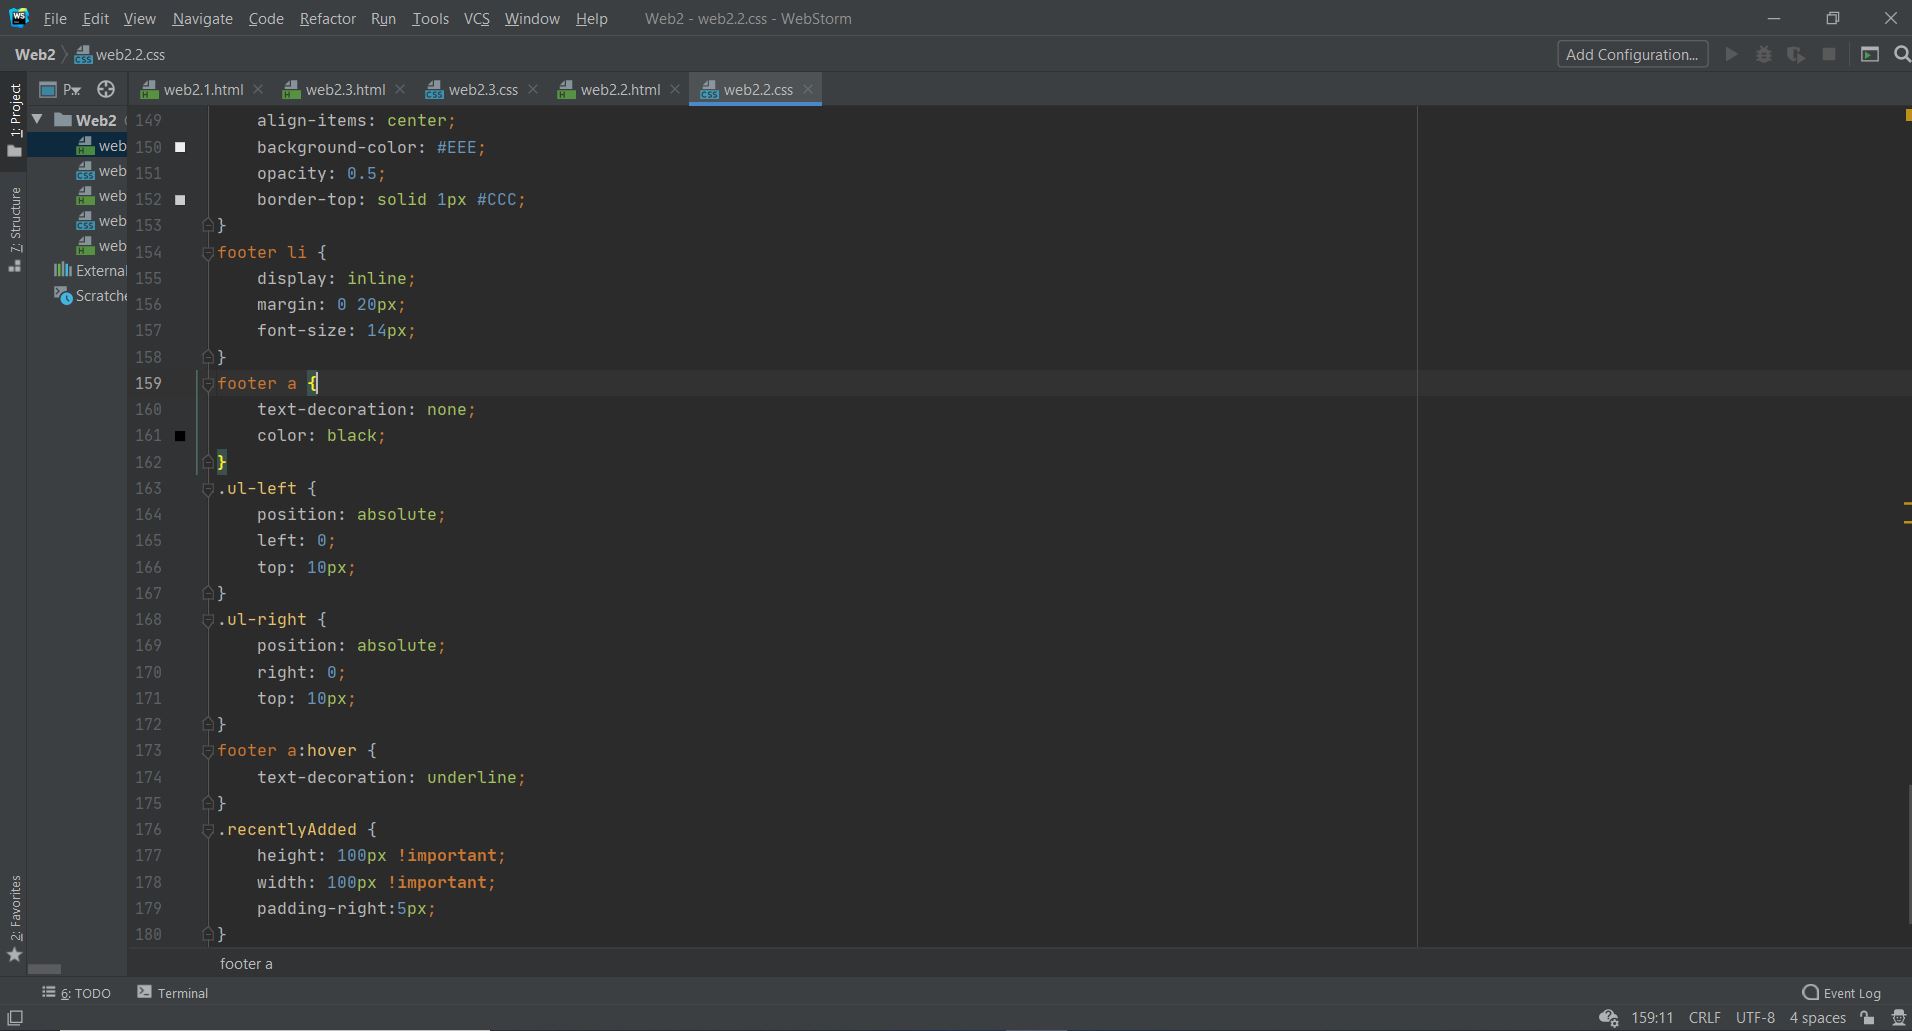 File Edit View Navigate Code Refactor Run Tools VCS Window Help Web2 - web2.2.css - WebStorm
Web2 web2.2.css Add Configuration...
1: Project P web2.1.html web2.3.html web2.3.css web2.2.html web2.2.css
Web2
web
web
web
web
web
External
Scratche
7: Structure
2: Favorites
149 align-items: center;
150 background-color: #EEE;
151 opacity: 0.5;
152 border-top: solid 1px #CCC;
153 }
154 footer li {
155 display: inline;
156 margin: 0 20px;
157 font-size: 14px;
158 }
159 footer a {
160 text-decoration: none;
161 color: black;
162 }
163 .ul-left {
164 position: absolute;
165 left: 0;
166 top: 10px;
167 }
168 .ul-right {
169 position: absolute;
170 right: 0;
171 top: 10px;
172 }
173 footer a:hover {
174 text-decoration: underline;
175 }
176 .recentlyAdded {
177 height: 100px !important;
178 width: 100px !important;
179 padding-right:5px;
180 }
footer a
6: TODO Terminal Event Log
159:11 CRLF UTF-8 4 spaces